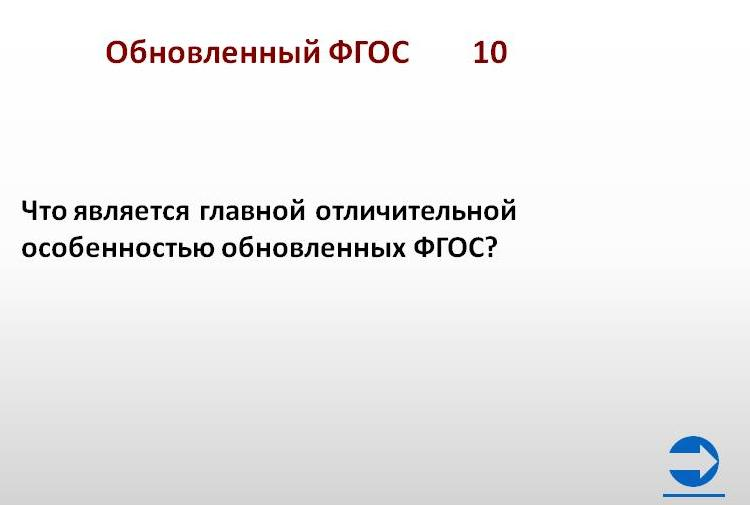 Обновленный ФГОС 10
Что является главной отличительной
особенностью обновленных ФГОС?